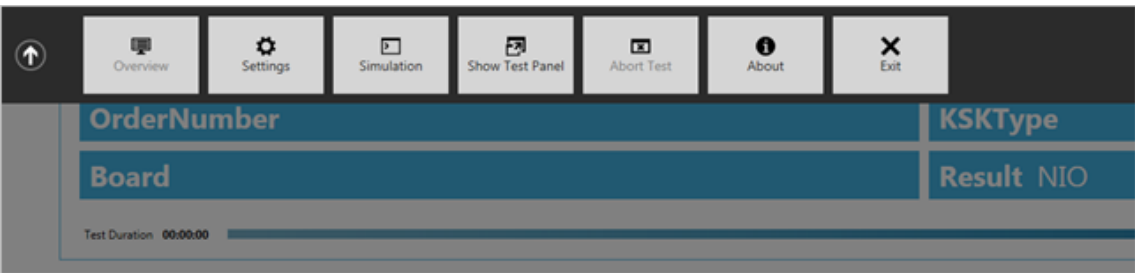 Overview Settings Simulation Show Test Panel Abort Test About Exit
OrderNumber KSKType
Board Result NIO
Test Duration 00:00:00